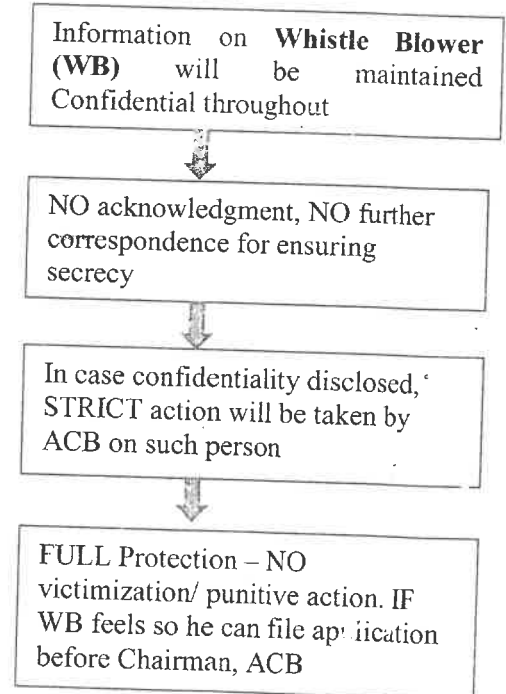 Information on Whistle Blower
(WB) will be maintained
Confidential throughout
NO acknowledgment, NO further
correspondence for ensuring
secrecy
In case confidentiality disclosed,
STRICT action will be taken by
ACB on such person
FULL Protection – NO
victimization/ punitive action. IF
WB feels so he can file application
before Chairman, ACB